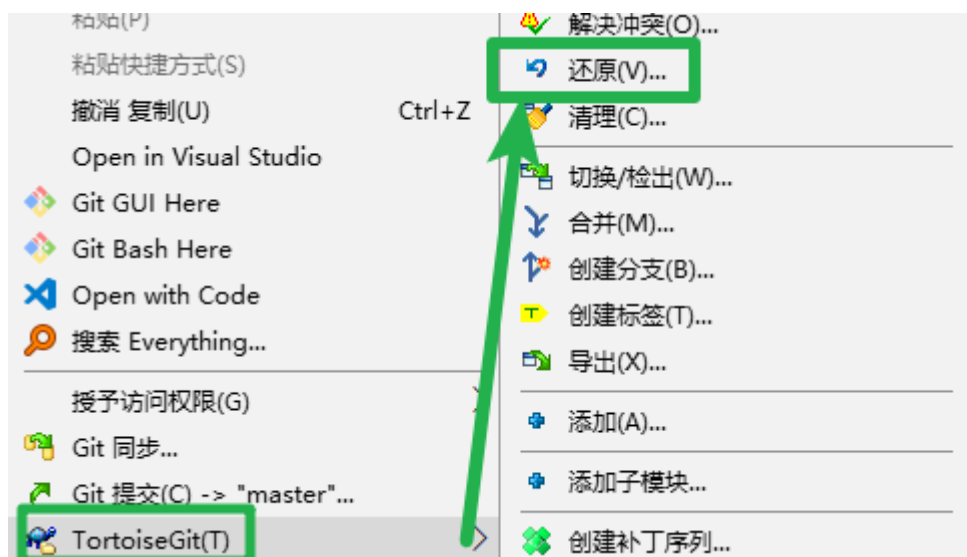 粘贴(P)
粘贴快捷方式(S)
撤消 复制(U) Ctrl+Z
Open in Visual Studio
Git GUI Here
Git Bash Here
Open with Code
搜索 Everything...
授予访问权限(G)
Git 同步...
Git 提交(C) -> "master"...
TortoiseGit(T)
解决冲突(O)...
还原(V)...
清理(C)...
切换/检出(W)...
合并(M)...
创建分支(B)...
创建标签(T)...
导出(X)...
添加(A)...
添加子模块...
创建补丁序列...